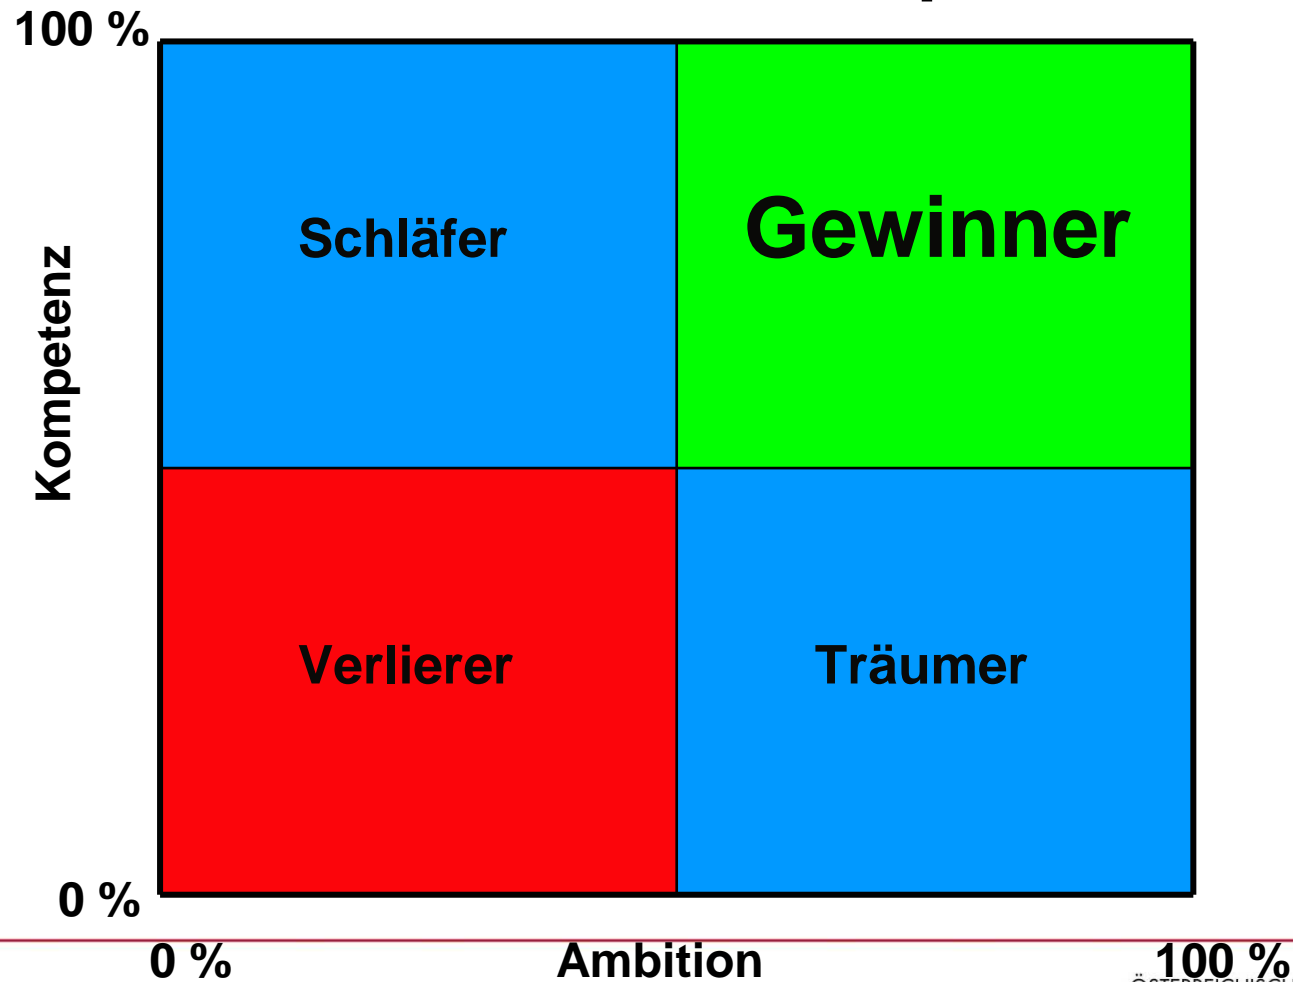 100 %
Schläfer
Gewinner
Kompetenz
Verlierer
Träumer
0 %
0 %
Ambition
100 %